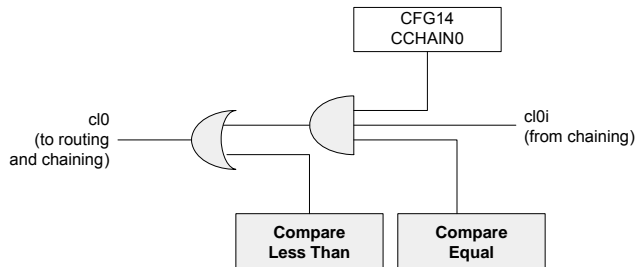 CFG14
CCHAIN0
cl0
(to routing
and chaining)
cl0i
(from chaining)
Compare
Less Than
Compare
Equal